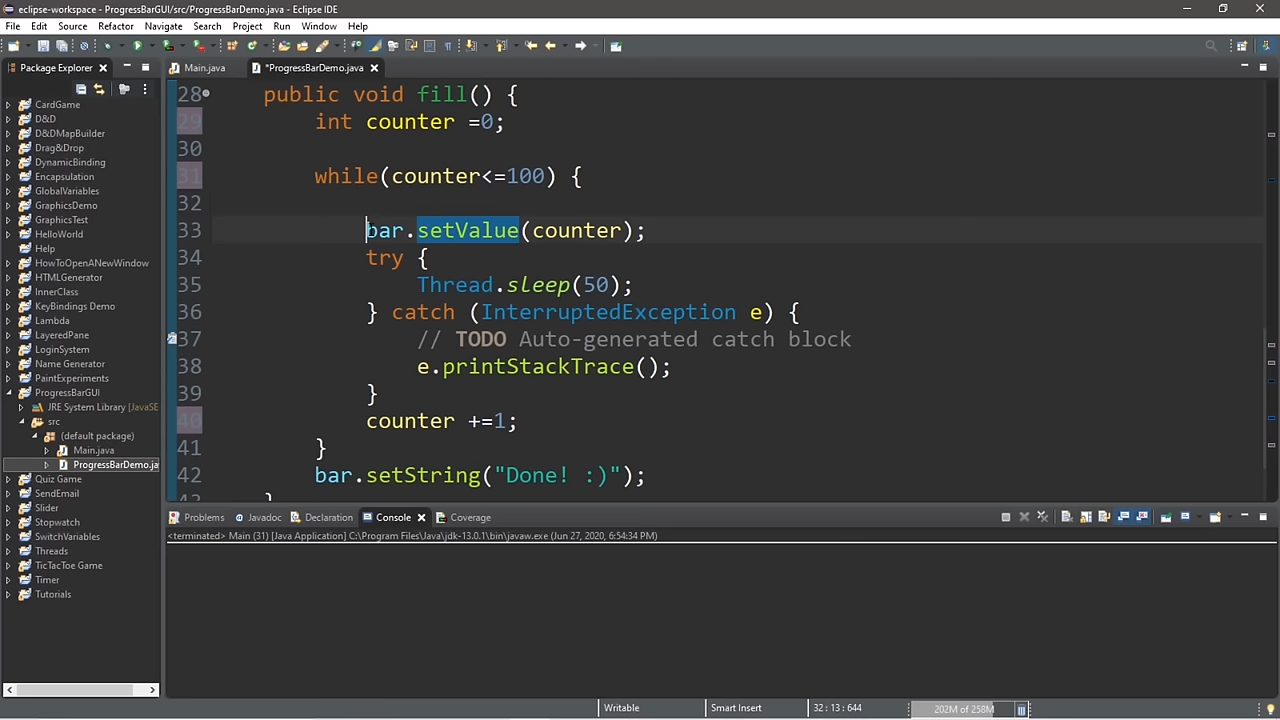 eclipse-workspace - ProgressBarGUI/src/ProgressBarDemo.java - Eclipse IDE
File Edit Source Refactor Navigate Search Project Run Window Help
Package Explorer
CardGame
D&D
D&DMapBuilder
Drag&Drop
DynamicBinding
Encapsulation
GlobalVariables
GraphicsDemo
GraphicsTest
HelloWorld
Help
HowToOpenANewWindow
HTMLGenerator
InnerClass
KeyBindings Demo
Lambda
LayeredPane
LoginSystem
Name Generator
PaintExperiments
ProgressBarGUI
JRE System Library [JavaSE
src
(default package)
Main.java
ProgressBarDemo.ja
Quiz Game
SendEmail
Slider
Stopwatch
SwitchVariables
Threads
TicTacToe Game
Timer
Tutorials
Main.java *ProgressBarDemo.java
28 public void fill() {
29 int counter =0;
30
31 while(counter<=100) {
32
33 bar.setValue(counter);
34 try {
35 Thread.sleep(50);
36 } catch (InterruptedException e) {
37 // TODO Auto-generated catch block
38 e.printStackTrace();
39 }
40 counter +=1;
41 }
42 bar.setString("Done! :)");
43 }
Problems Javadoc Declaration Console Coverage
<terminated> Main (31) [Java Application] C:\Program Files\Java\jdk-13.0.1\bin\javaw.exe (Jun 27, 2020, 6:54:34 PM)
Writable Smart Insert 32 : 13 : 644 202M of 258M